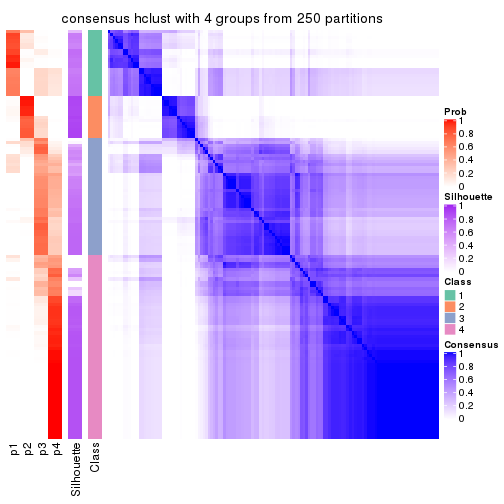 consensus hclust with 4 groups from 250 partitions
Prob
1
0.8
0.6
0.4
0.2
0
Silhouette
1
0.8
0.6
0.4
0.2
0
Class
1
2
3
4
Consensus
1
0.8
0.6
0.4
0.2
0
p1
p2
p3
p4
Silhouette
Class